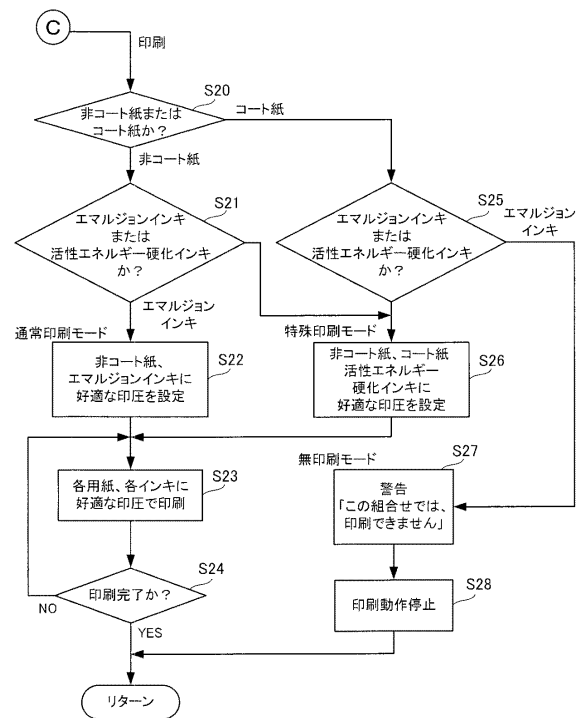 C
印刷
S20
非コート紙または
コート紙か？
コート紙
非コート紙
S21
エマルジョンインキ
または
活性エネルギー硬化インキ
か？
S25
エマルジョンインキ
または
活性エネルギー硬化インキ
か？
エマルジョン
インキ
エマルジョン
インキ
通常印刷モード
S22
非コート紙、
エマルジョンインキに
好適な印圧を設定
特殊印刷モード
S26
非コート紙、コート紙
活性エネルギー
硬化インキに
好適な印圧を設定
S23
各用紙、各インキに
好適な印圧で印刷
無印刷モード
S27
警告
「この組合せでは、
印刷できません」
S24
印刷完了か？
NO
YES
S28
印刷動作停止
リターン